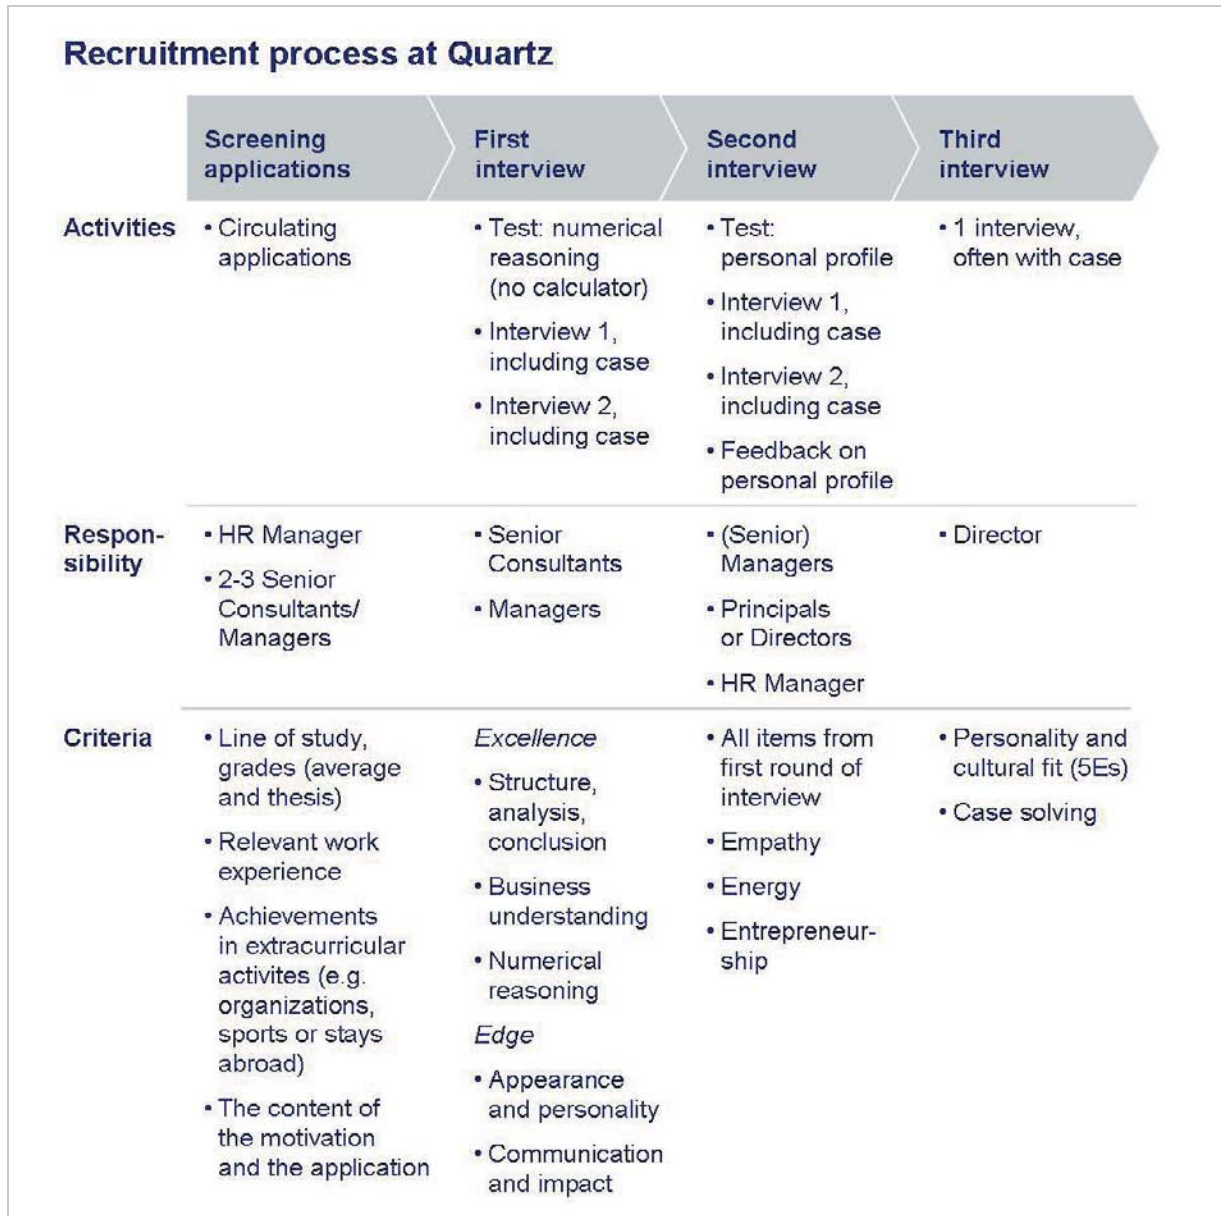 Recruitment process at Quartz
Screening
applications
First
interview
Second
interview
Third
interview
Activities
• Circulating
applications
• Test: numerical
reasoning
(no calculator)
• Interview 1,
including case
• Interview 2,
including case
• Test:
personal profile
• Interview 1,
including case
• Interview 2,
including case
• Feedback on
personal profile
• 1 interview,
often with case
Respon-
sibility
• HR Manager
• 2-3 Senior
Consultants/
Managers
• Senior
Consultants
• Managers
• (Senior)
Managers
• Principals
or Directors
• HR Manager
• Director
Criteria
• Line of study,
grades (average
and thesis)
• Relevant work
experience
• Achievements
in extracurricular
activites (e.g.
organizations,
sports or stays
abroad)
• The content of
the motivation
and the application
Excellence
• Structure,
analysis,
conclusion
• Business
understanding
• Numerical
reasoning
Edge
• Appearance
and personality
• Communication
and impact
• All items from
first round of
interview
• Empathy
• Energy
• Entrepreneur-
ship
• Personality and
cultural fit (5Es)
• Case solving